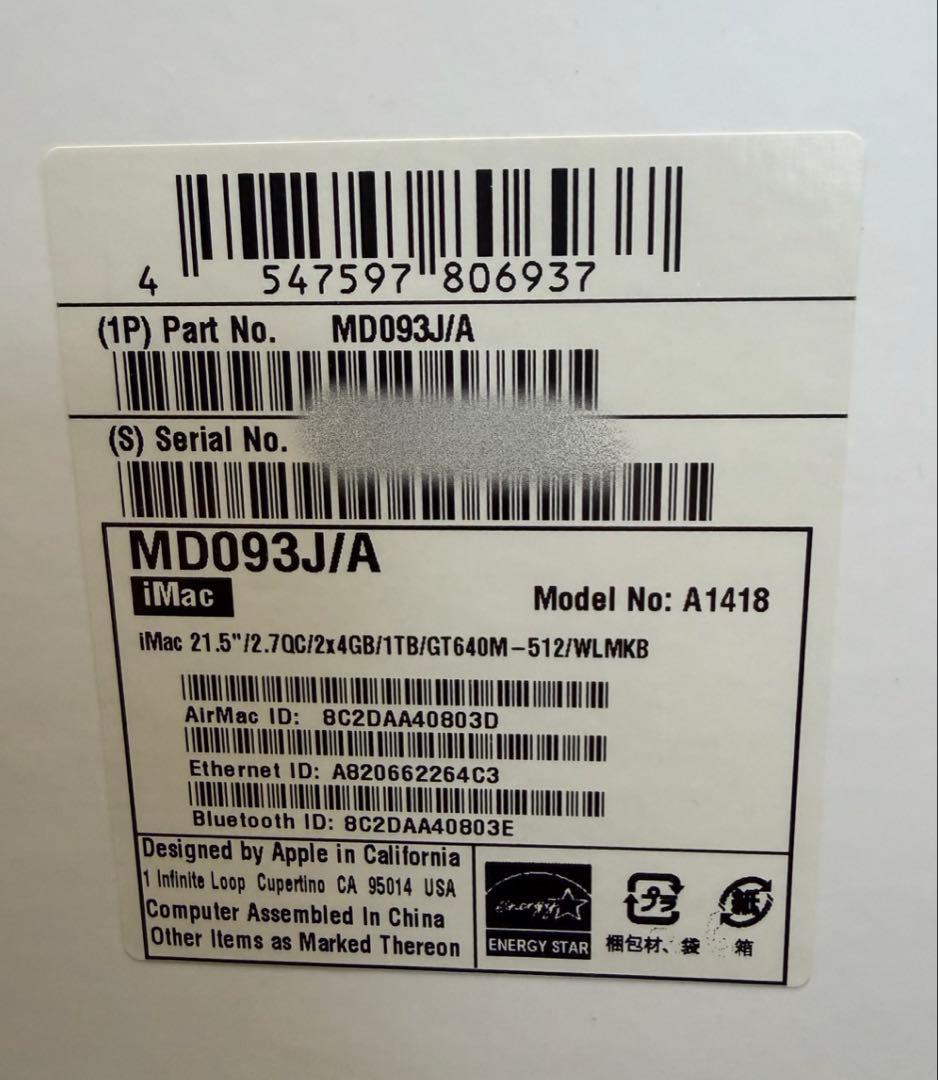 4 547597 806937
(1P) Part No. MD093J/A
(S) Serial No.
MD093J/A
iMac
Model No: A1418
iMac 21.5"/2.7QC/2x4GB/1TB/GT640M-512/WLMKB
AirMac ID: 8C2DAA40803D
Ethernet ID: A820662264C3
Bluetooth ID: 8C2DAA40803E
Designed by Apple in California
1 Infinite Loop Cupertino CA 95014 USA
Computer Assembled In China
Other Items as Marked Thereon
energy
ENERGY STAR
プラ
紙
梱包材、袋
箱